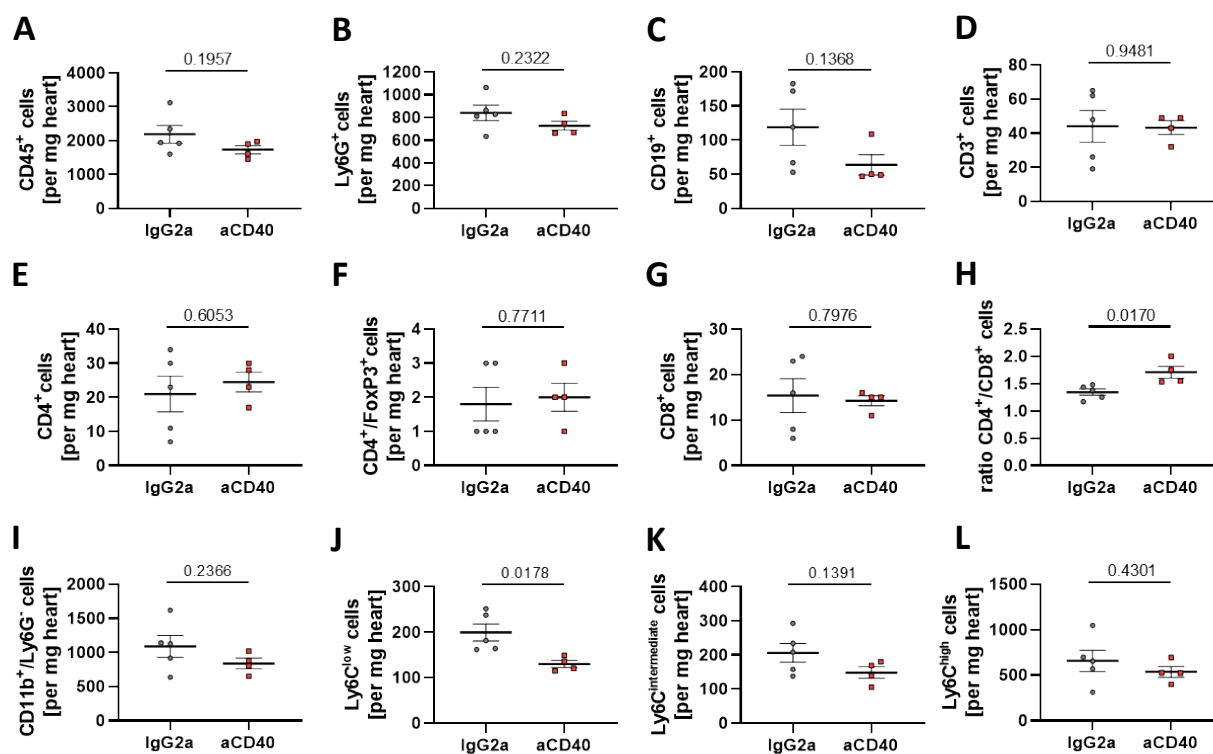 A
0.1957
CD45⁺ cells
[per mg heart]
4000
3000
2000
1000
0
IgG2a aCD40
B
0.2322
Ly6G⁺ cells
[per mg heart]
1200
1000
800
600
400
200
0
IgG2a aCD40
C
0.1368
CD19⁺ cells
[per mg heart]
200
150
100
50
0
IgG2a aCD40
D
0.9481
CD3⁺ cells
[per mg heart]
80
60
40
20
0
IgG2a aCD40
E
0.6053
CD4⁺cells
[per mg heart]
40
30
20
10
0
IgG2a aCD40
F
0.7711
CD4⁺/FoxP3⁺cells
[per mg heart]
4
3
2
1
0
IgG2a aCD40
G
0.7976
CD8⁺cells
[per mg heart]
30
20
10
0
IgG2a aCD40
H
0.0170
ratio CD4⁺/CD8⁺ cells
2.5
2.0
1.5
1.0
0.5
0.0
IgG2a aCD40
I
0.2366
CD11b⁺/Ly6G⁻ cells
[per mg heart]
2000
1500
1000
500
0
IgG2a aCD40
J
0.0178
Ly6Cˡᵒʷ cells
[per mg heart]
300
200
100
0
IgG2a aCD40
K
0.1391
Ly6Cⁱⁿᵗᵉʳᵐᵉᵈⁱᵃᵗᵉ cells
[per mg heart]
400
300
200
100
0
IgG2a aCD40
L
0.4301
Ly6Cʰⁱᵍʰ cells
[per mg heart]
1500
1000
500
0
IgG2a aCD40